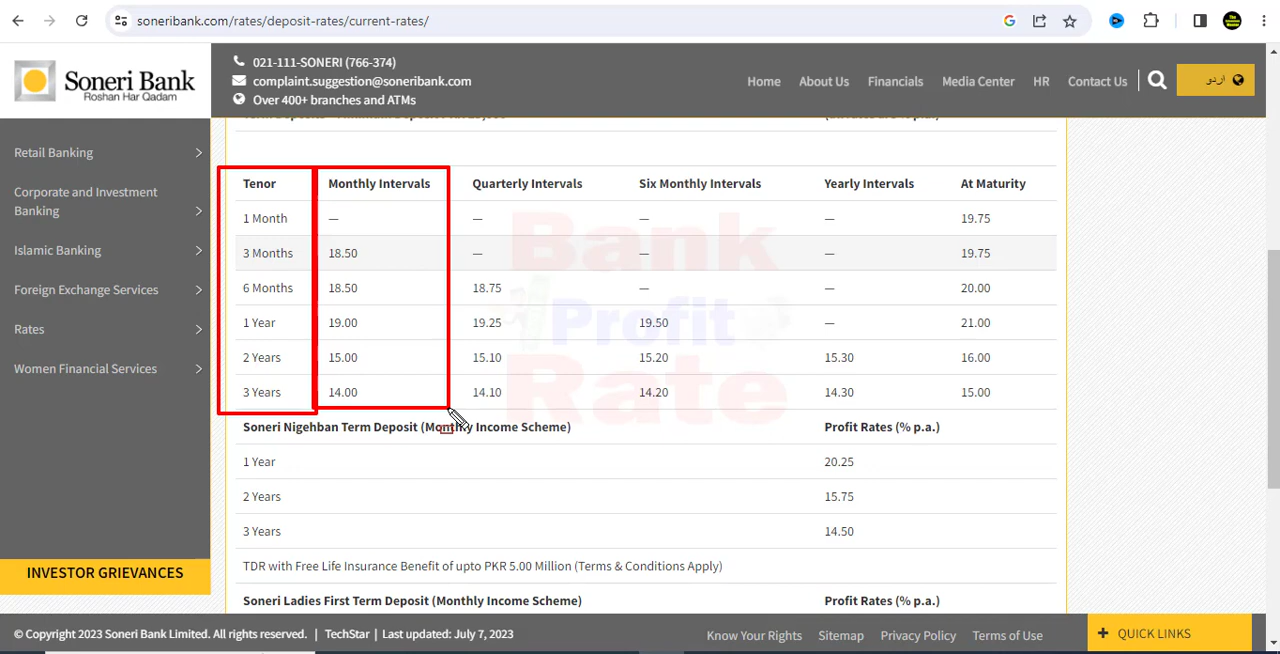 soneribank.com/rates/deposit-rates/current-rates/
Soneri Bank
Roshan Har Qadam
021-111-SONERI (766-374)
complaint.suggestion@soneribank.com
Over 400+ branches and ATMs
Home About Us Financials Media Center HR Contact Us
اردو
Retail Banking
Corporate and Investment
Banking
Islamic Banking
Foreign Exchange Services
Rates
Women Financial Services
INVESTOR GRIEVANCES
Tenor Monthly Intervals Quarterly Intervals Six Monthly Intervals Yearly Intervals At Maturity
1 Month — — — — 19.75
3 Months 18.50 — — — 19.75
6 Months 18.50 18.75 — — 20.00
1 Year 19.00 19.25 19.50 — 21.00
2 Years 15.00 15.10 15.20 15.30 16.00
3 Years 14.00 14.10 14.20 14.30 15.00
Bank
Profit
Rate
Soneri Nigehban Term Deposit (Monthly Income Scheme) Profit Rates (% p.a.)
1 Year 20.25
2 Years 15.75
3 Years 14.50
TDR with Free Life Insurance Benefit of upto PKR 5.00 Million (Terms & Conditions Apply)
Soneri Ladies First Term Deposit (Monthly Income Scheme) Profit Rates (% p.a.)
© Copyright 2023 Soneri Bank Limited. All rights reserved. | TechStar | Last updated: July 7, 2023
Know Your Rights Sitemap Privacy Policy Terms of Use
+ QUICK LINKS